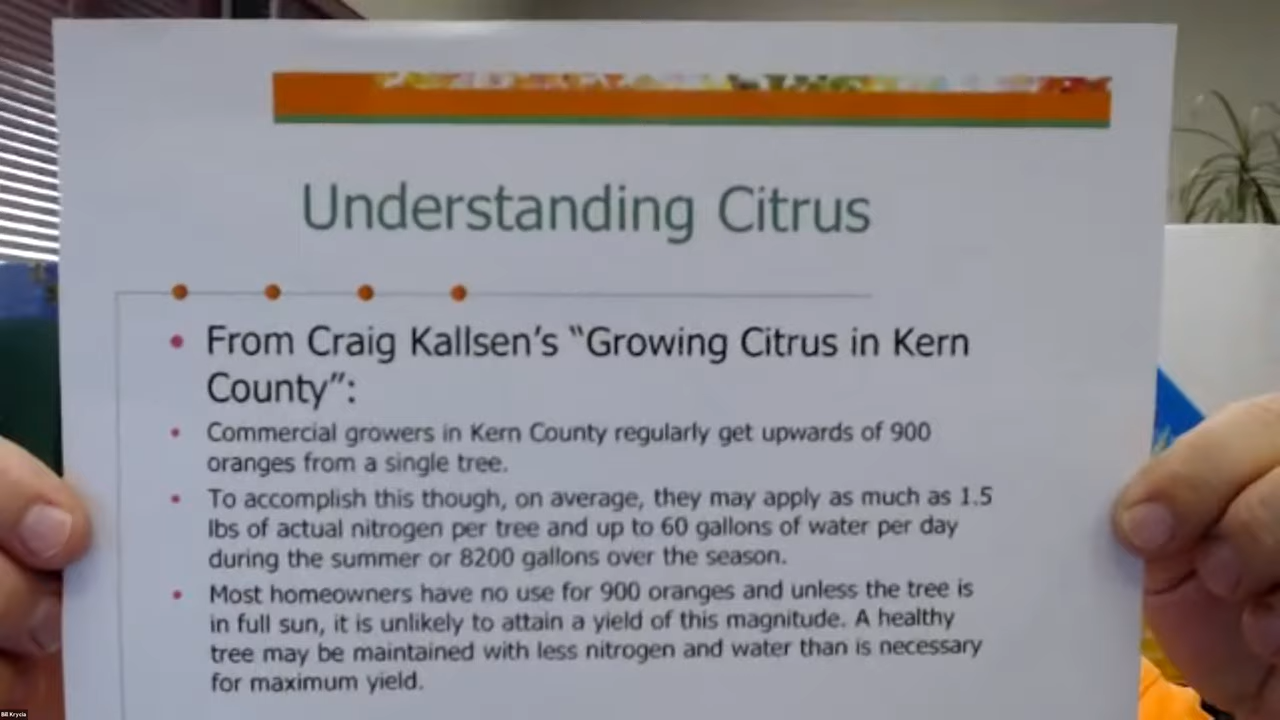 Understanding Citrus
• From Craig Kallsen's "Growing Citrus in Kern
County":
• Commercial growers in Kern County regularly get upwards of 900
oranges from a single tree.
• To accomplish this though, on average, they may apply as much as 1.5
lbs of actual nitrogen per tree and up to 60 gallons of water per day
during the summer or 8200 gallons over the season.
• Most homeowners have no use for 900 oranges and unless the tree is
in full sun, it is unlikely to attain a yield of this magnitude. A healthy
tree may be maintained with less nitrogen and water than is necessary
for maximum yield.
Bill Krycia